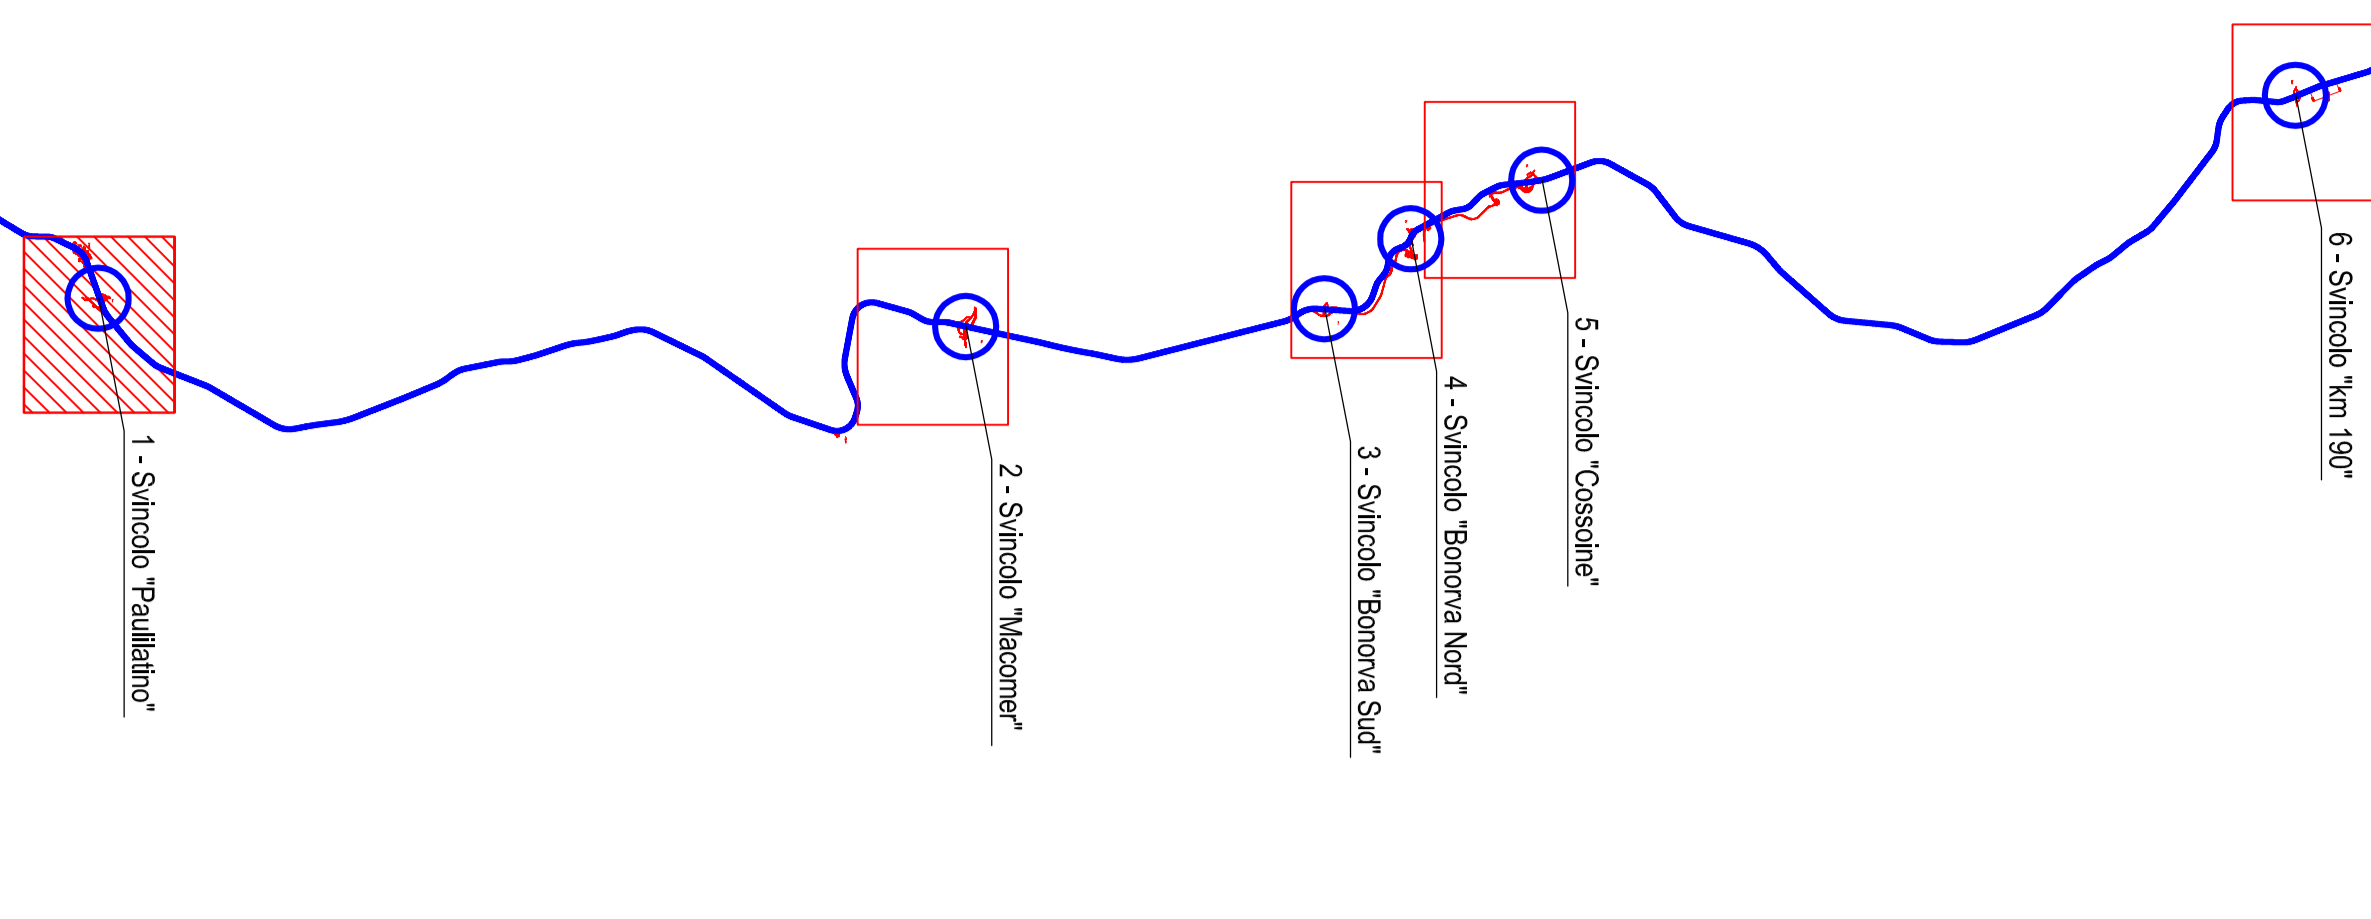 1 - Svincolo "Paulilatino"
2 - Svincolo "Macomer"
3 - Svincolo "Bonorva Sud"
4 - Svincolo "Bonorva Nord"
5 - Svincolo "Cossoine"
6 - Svincolo "km 190"